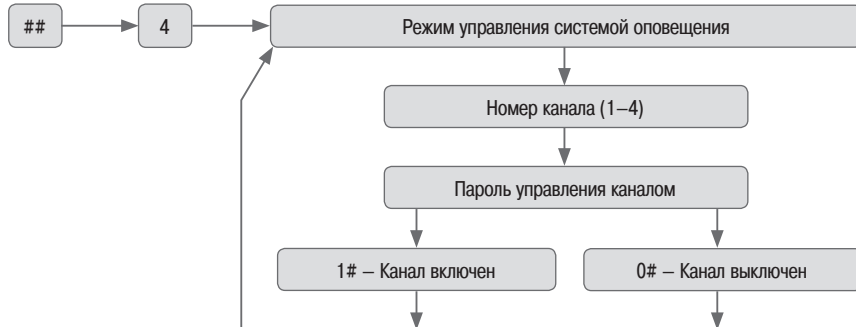 ## 4 Режим управления системой оповещения
Номер канала (1–4)
Пароль управления каналом
1# – Канал включен 0# – Канал выключен